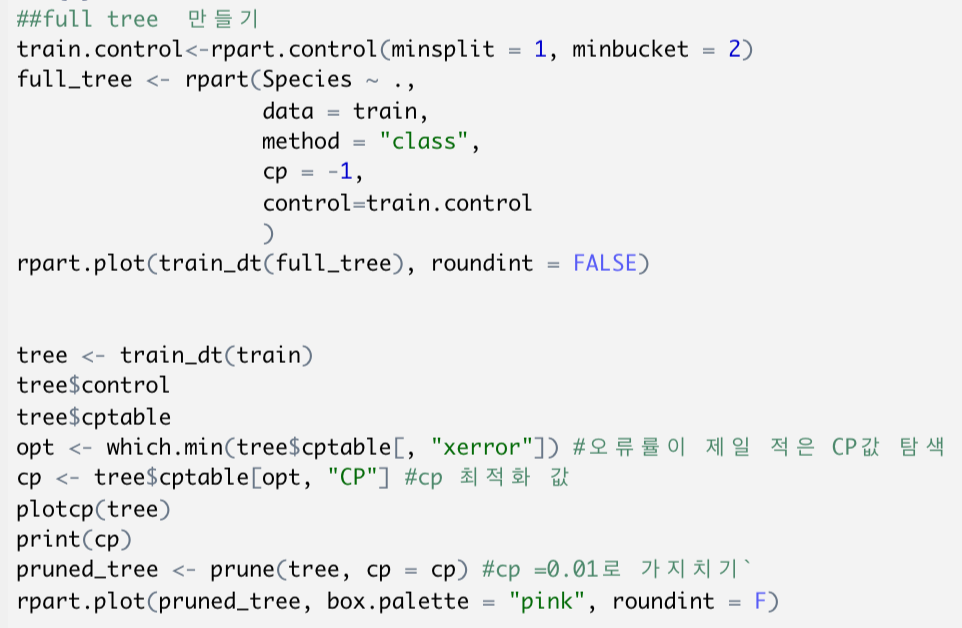 ##full tree 만들기
train.control<-rpart.control(minsplit = 1, minbucket = 2)
full_tree <- rpart(Species ~ .,
data = train,
method = "class",
cp = -1,
control=train.control
)
rpart.plot(train_dt(full_tree), roundint = FALSE)
tree <- train_dt(train)
tree$control
tree$cptable
opt <- which.min(tree$cptable[, "xerror"]) #오류률이 제일 적은 CP값 탐색
cp <- tree$cptable[opt, "CP"] #cp 최적화 값
plotcp(tree)
print(cp)
pruned_tree <- prune(tree, cp = cp) #cp =0.01로 가지치기`
rpart.plot(pruned_tree, box.palette = "pink", roundint = F)